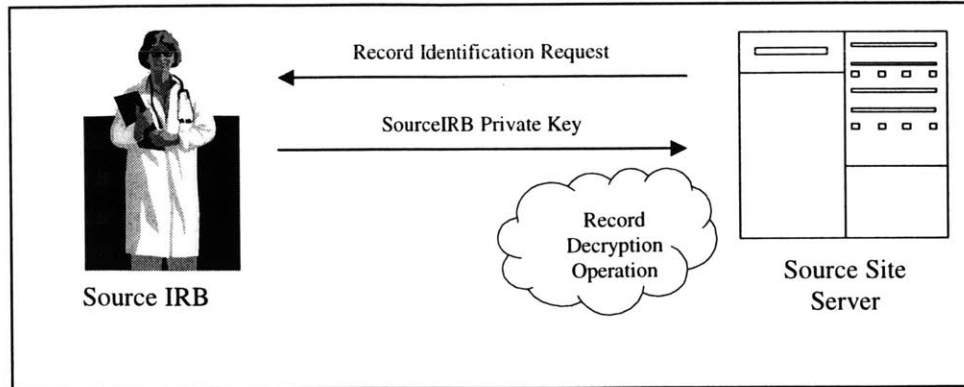 Record Identification Request
SourceIRB Private Key
Record
Decryption
Operation
Source IRB
Source Site
Server